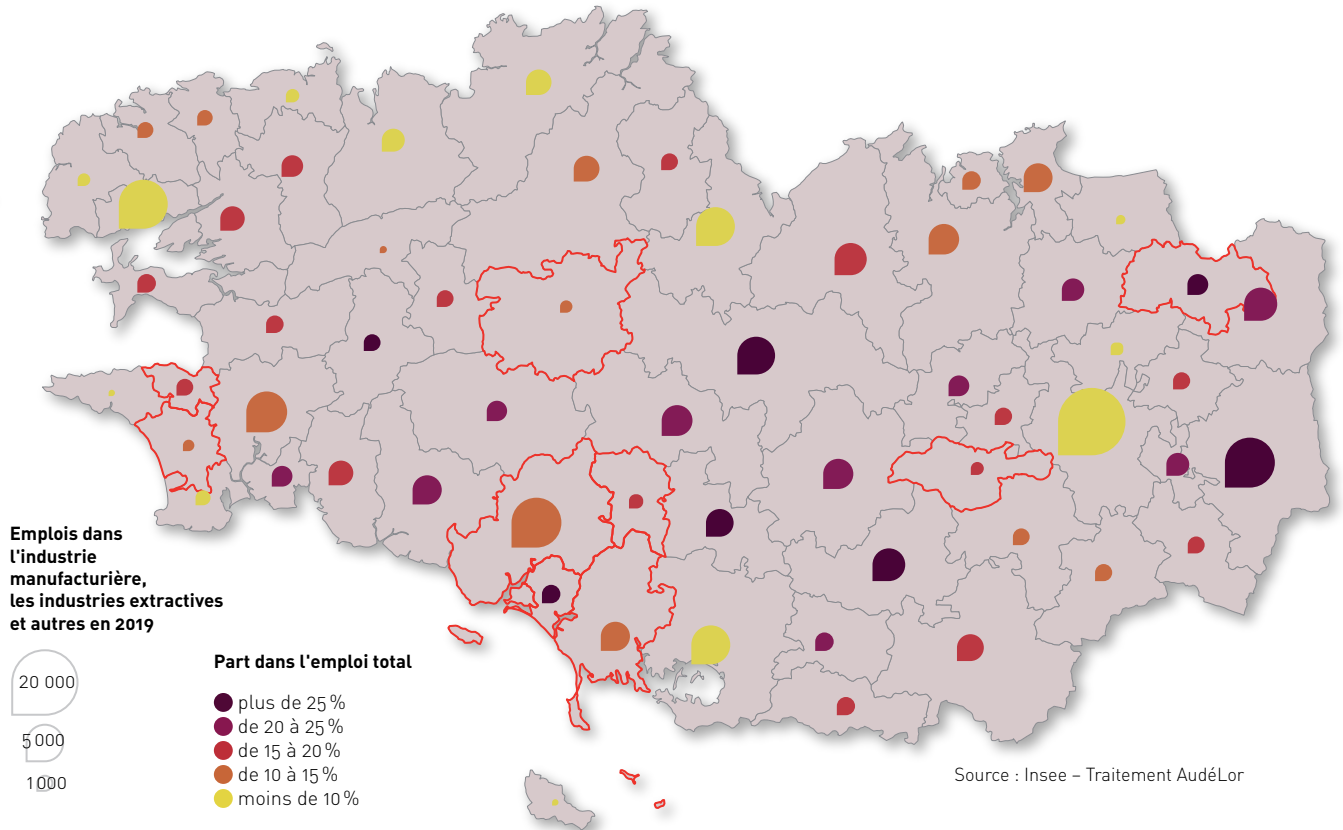 Emplois dans
l'industrie
manufacturière,
les industries extractives
et autres en 2019
20 000
5 000
1 000
Part dans l'emploi total
plus de 25 %
de 20 à 25 %
de 15 à 20 %
de 10 à 15 %
moins de 10 %
Source : Insee – Traitement AudéLor